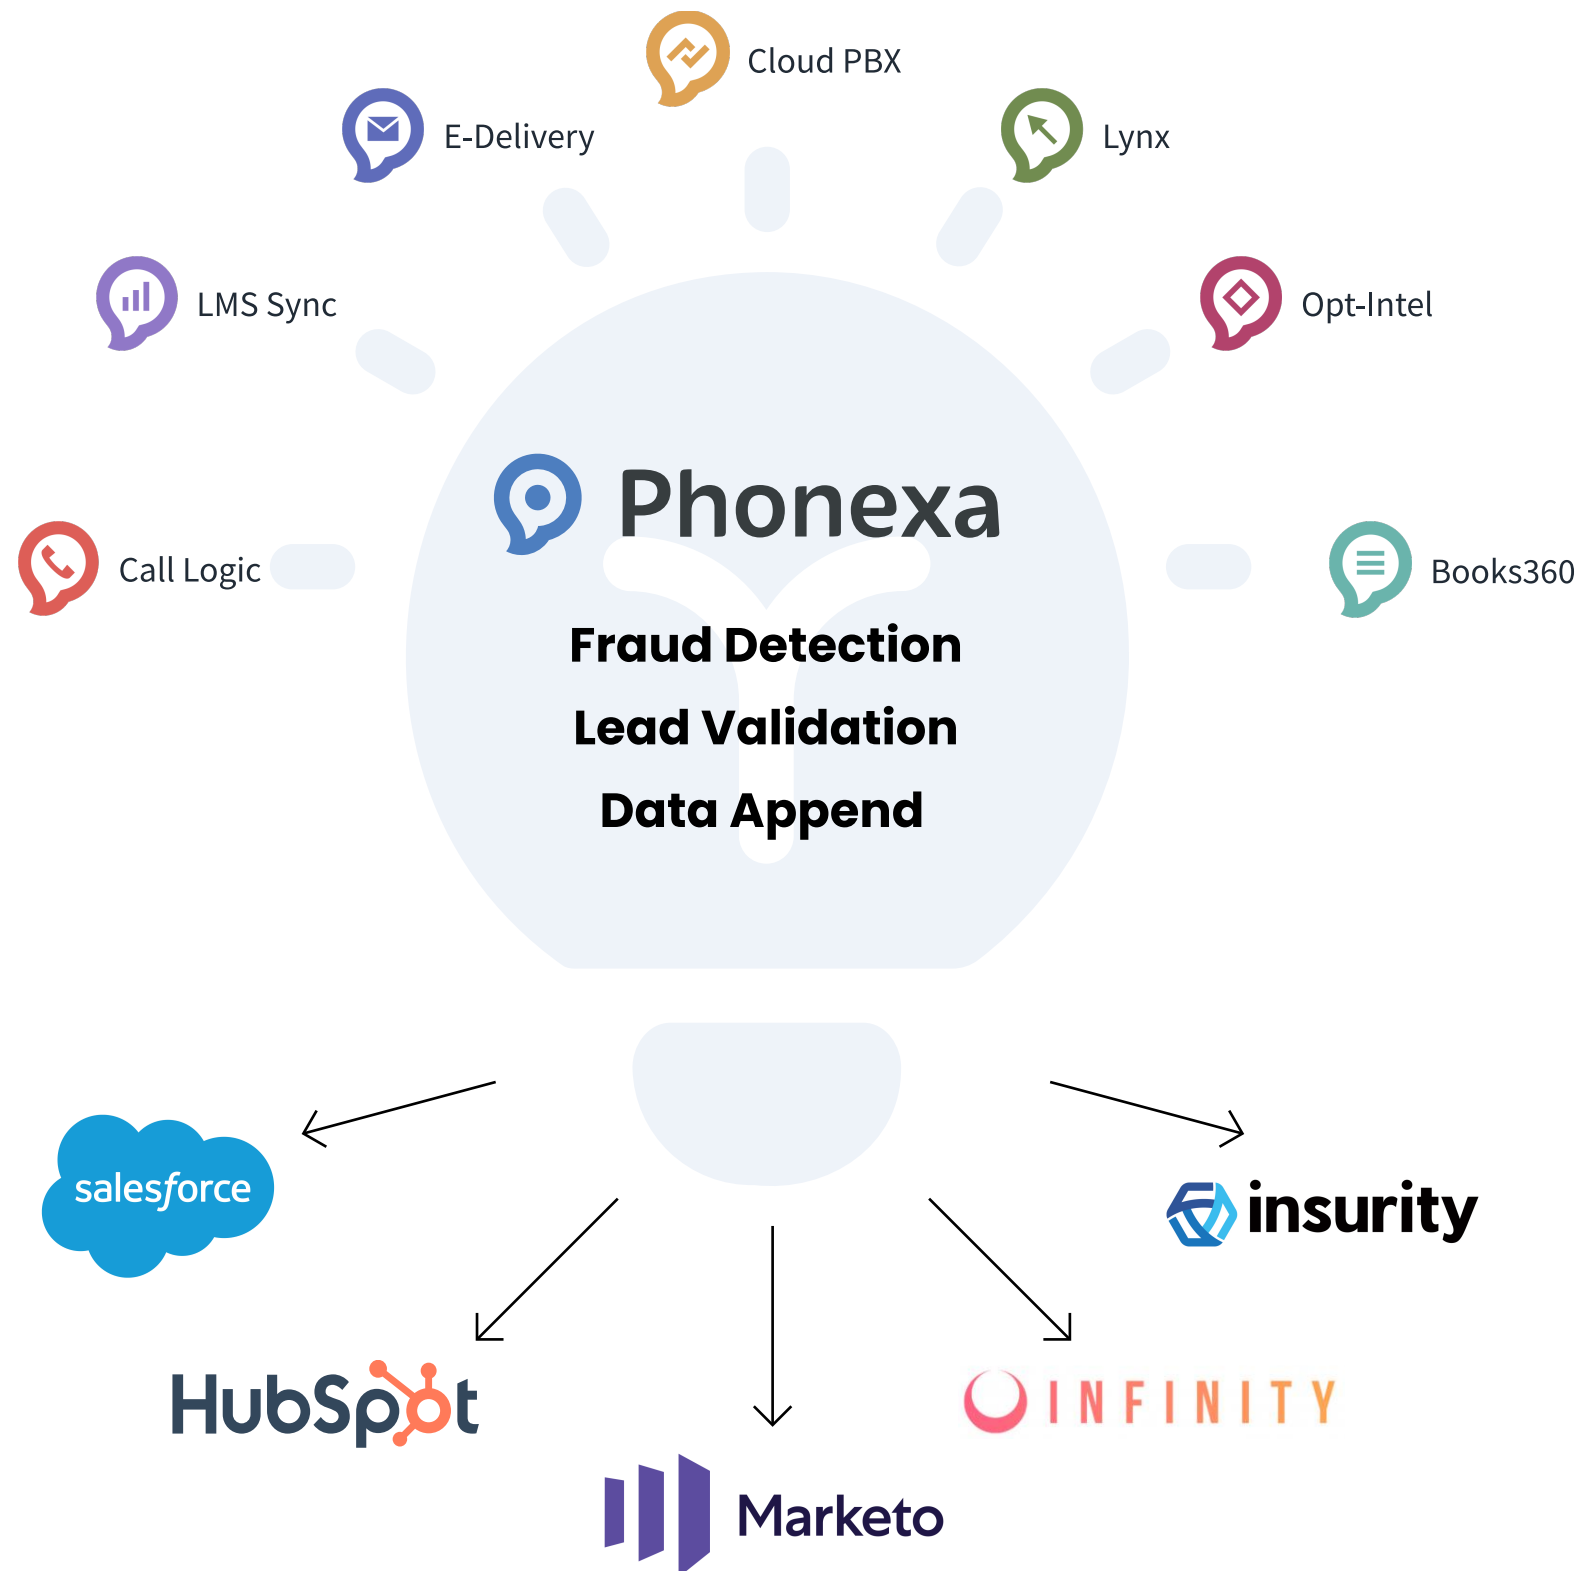 Cloud PBX
E-Delivery
Lynx
LMS Sync
Opt-Intel
Phonexa
Call Logic
Books360
Fraud Detection
Lead Validation
Data Append
salesforce
insurity
HubSpot
INFINITY
Marketo